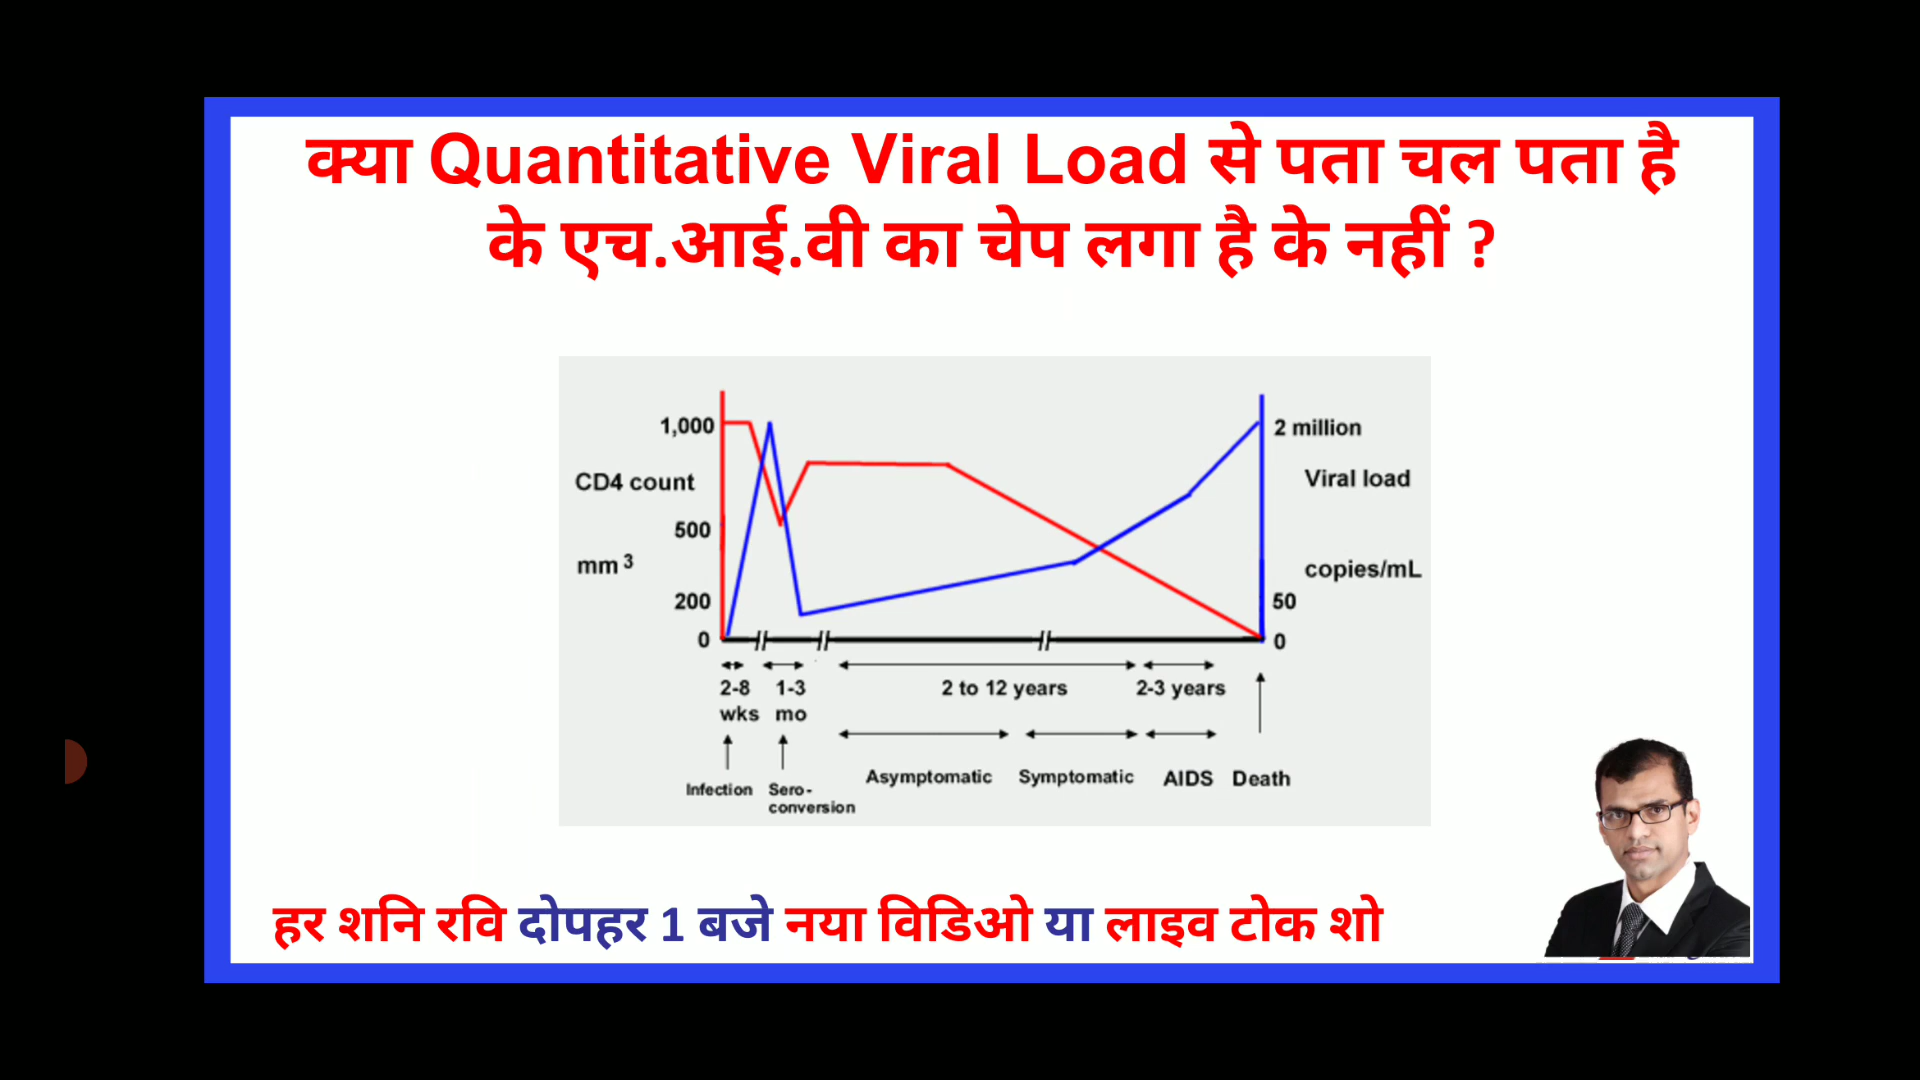 क्या Quantitative Viral Load से पता चल पता है
के एच.आई.वी का चेप लगा है के नहीं ?
1,000
2 million
CD4 count
Viral load
500
mm 3
copies/mL
200
50
0
0
2-8
1-3
2 to 12 years
2-3 years
wks
mo
Asymptomatic
Symptomatic
AIDS
Death
Infection
Sero-
conversion
हर शनि रवि दोपहर 1 बजे नया विडिओ या लाइव टोक शो